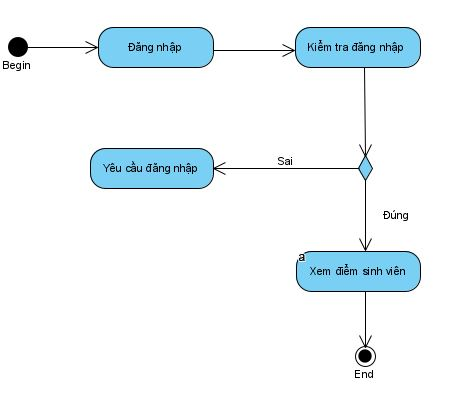 Đăng nhập
Kiểm tra đăng nhập
Begin
Yêu cầu đăng nhập
Sai
Đúng
a
Xem điểm sinh viên
End